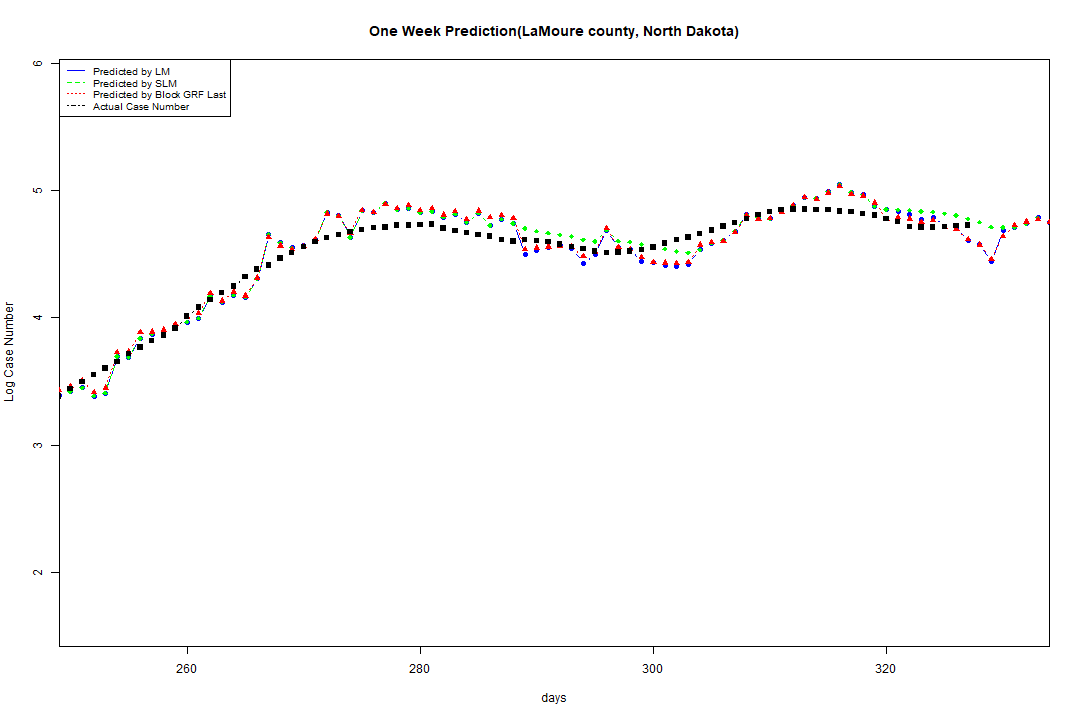 One Week Prediction(LaMoure county, North Dakota)
Predicted by LM
Predicted by SLM
Predicted by Block GRF Last
Actual Case Number
6
5
4
3
2
Log Case Number
260 280 300 320
days